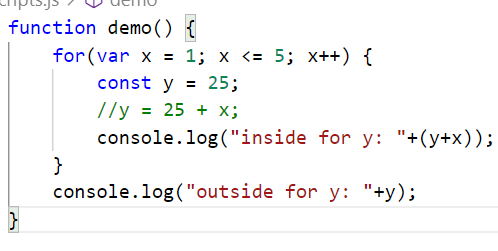 cripts.js > demo
function demo() {
for(var x = 1; x <= 5; x++) {
const y = 25;
//y = 25 + x;
console.log("inside for y: "+(y+x));
}
console.log("outside for y: "+y);
}